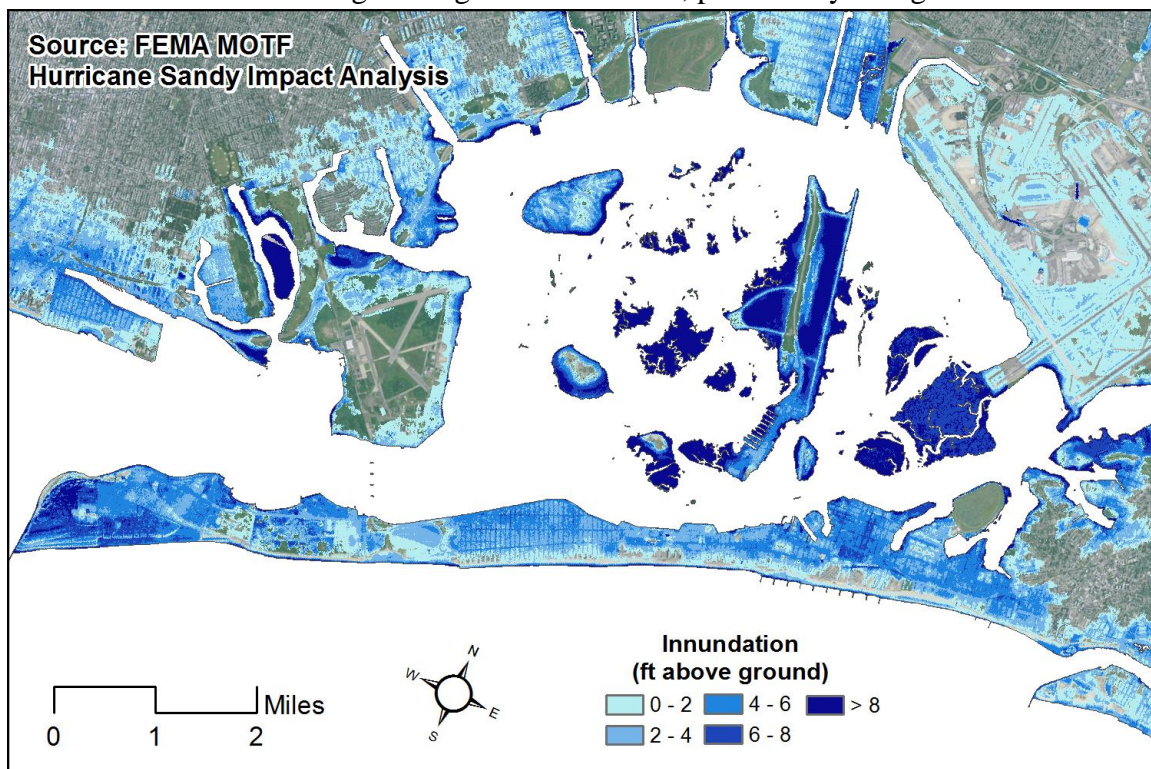 Source: FEMA MOTF
Hurricane Sandy Impact Analysis
N
W
E
S
Miles
0 1 2
Innundation
(ft above ground)
0 - 2 4 - 6 > 8
2 - 4 6 - 8